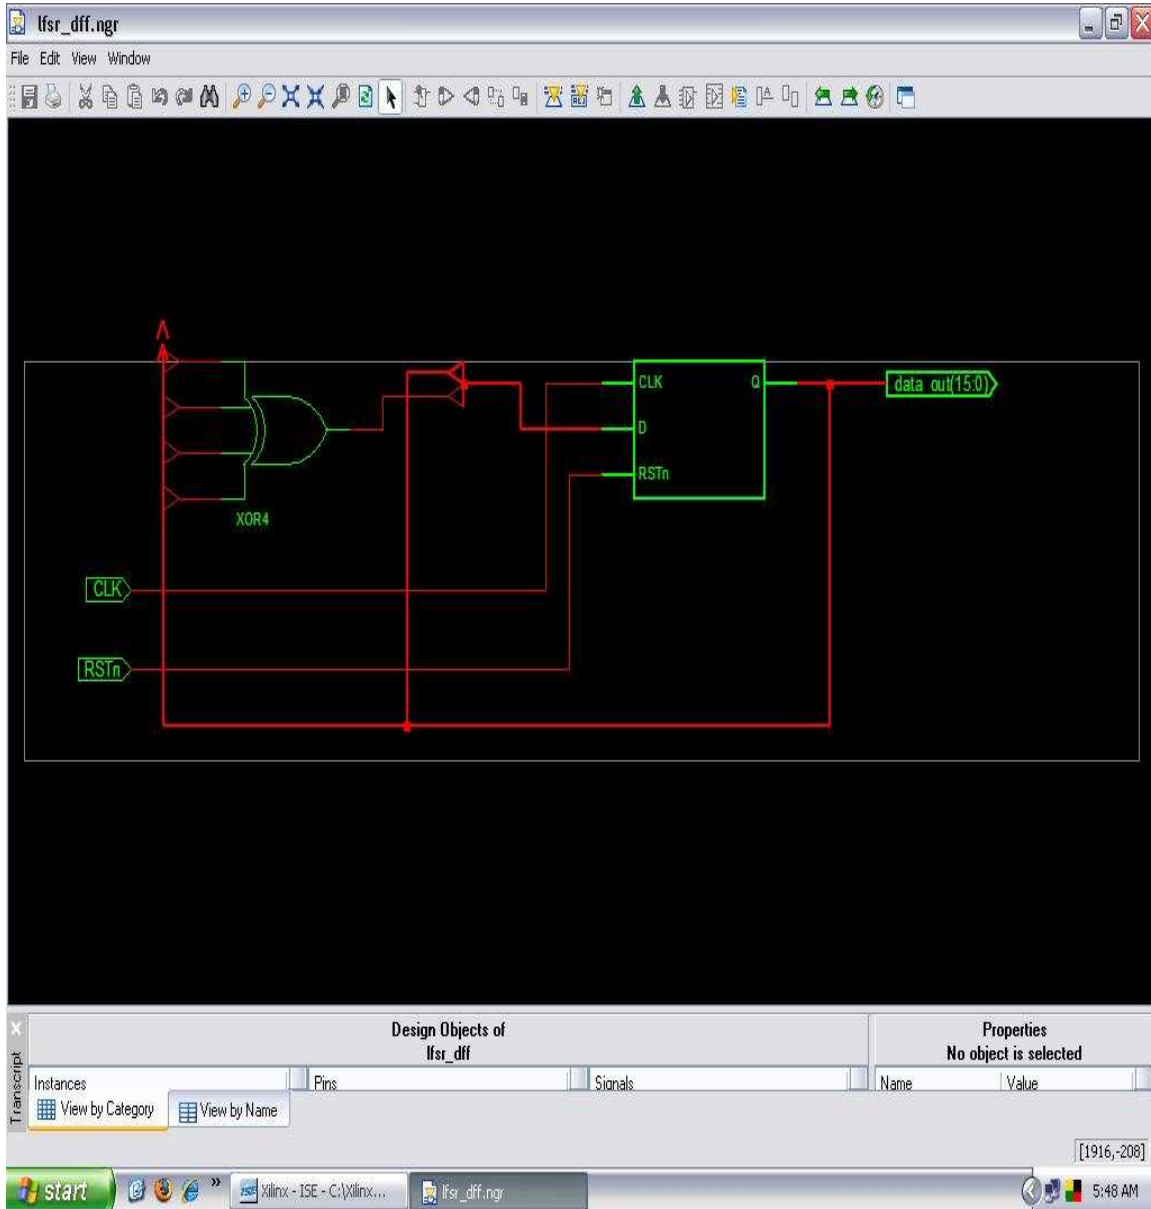 lfsr_dff.ngr
File Edit View Window
CLK
Q
D
RSTn
data_out(15:0)
XOR4
CLK
RSTn
Transcript
Design Objects of
lfsr_dff
Properties
No object is selected
Instances
Pins
Signals
Name
Value
View by Category
View by Name
[1916,-208]
start
Xilinx - ISE - C:\Xilinx...
lfsr_dff.ngr
5:48 AM